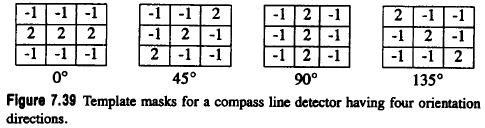 -1 -1 -1 -1 -1 2 -1 2 -1 2 -1 -1
2 2 2 -1 2 -1 -1 2 -1 -1 2 -1
-1 -1 -1 2 -1 -1 -1 2 -1 -1 -1 2
0° 45° 90° 135°
Figure 7.39 Template masks for a compass line detector having four orientation
directions.